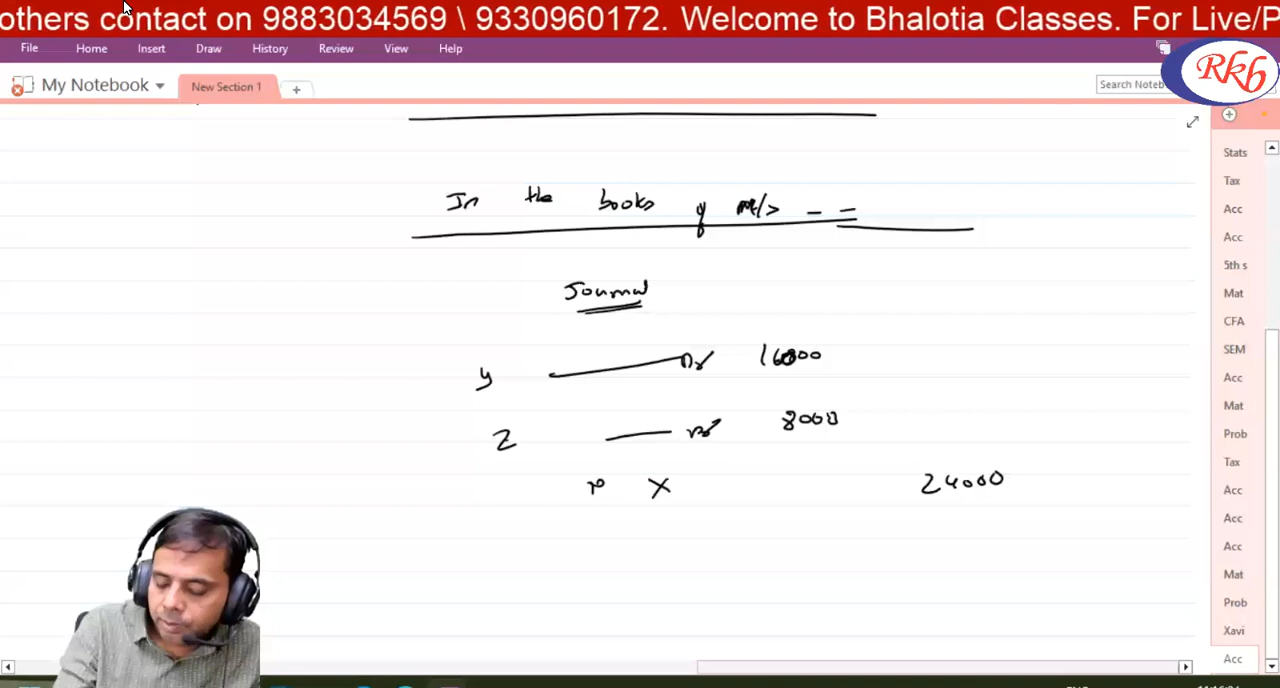 others contact on 9883034569 \ 9330960172. Welcome to Bhalotia Classes. For Live/P
File Home Insert Draw History Review View Help
Rkb
My Notebook New Section 1 + Search Noteb
Stats
Tax
Acc
Acc
5th s
Mat
CFA
SEM
Acc
Mat
Prob
Tax
Acc
Acc
Acc
Mat
Prob
Xavi
Acc
In the books of M/s - =
Journal
y Dr 16000
Z Dr 8000
To X 24000